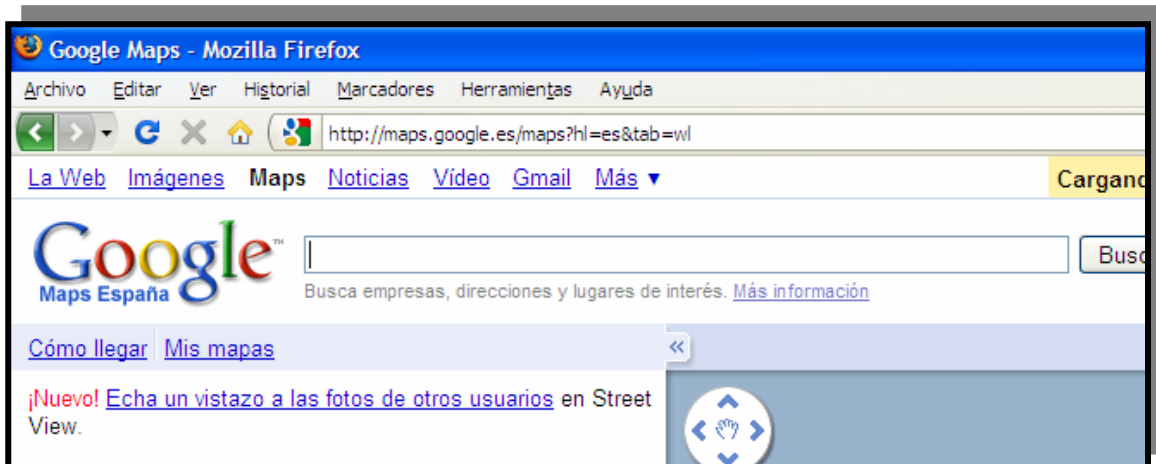 Google Maps - Mozilla Firefox
Archivo Editar Ver Historial Marcadores Herramientas Ayuda
http://maps.google.es/maps?hl=es&tab=wl
La Web Imágenes Maps Noticias Vídeo Gmail Más ▼ Cargand
Google™ Busc
Maps España Busca empresas, direcciones y lugares de interés. Más información
Cómo llegar Mis mapas «
¡Nuevo! Echa un vistazo a las fotos de otros usuarios en Street
View.